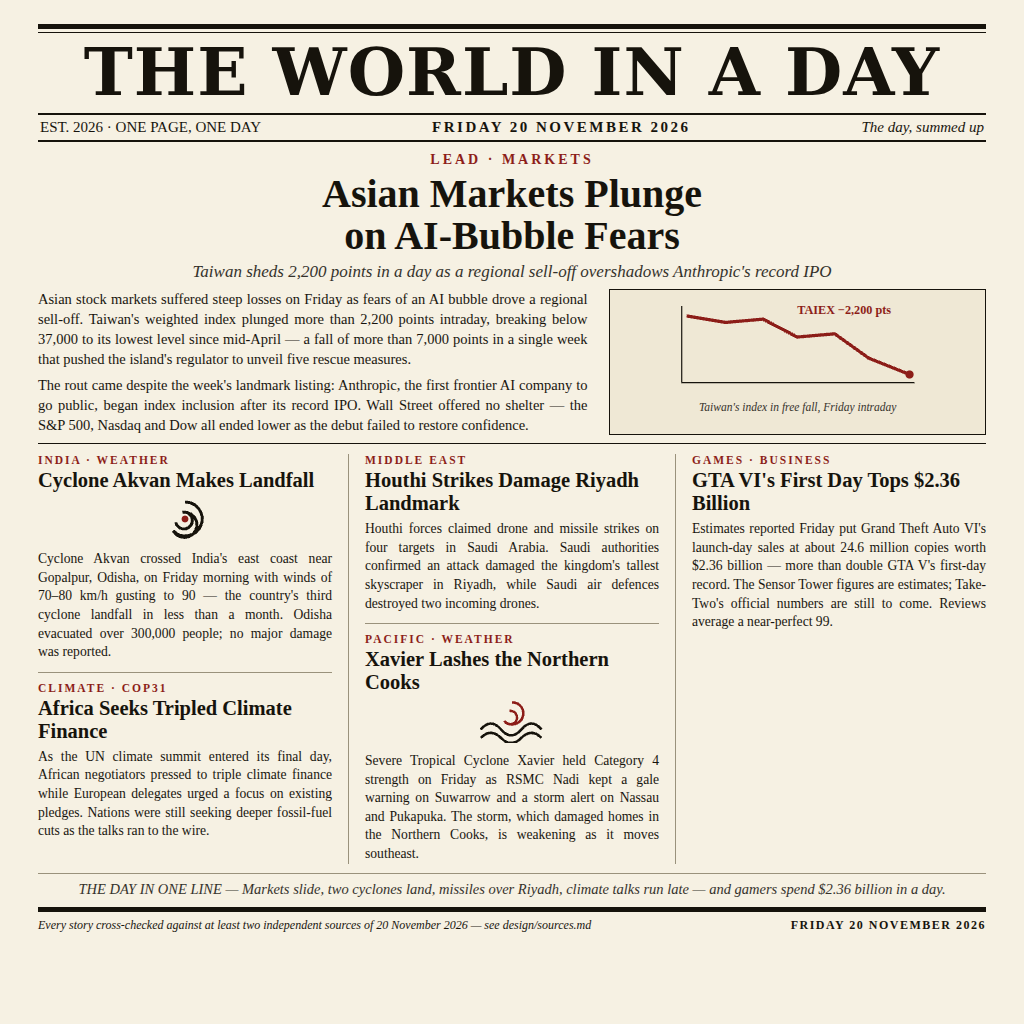 THE WORLD IN A DAY
EST. 2026 · ONE PAGE, ONE DAY
FRIDAY 20 NOVEMBER 2026
The day, summed up
LEAD · MARKETS
Asian Markets Plunge
on AI-Bubble Fears
Taiwan sheds 2,200 points in a day as a regional sell-off overshadows Anthropic's record IPO
Asian stock markets suffered steep losses on Friday as fears of an AI bubble drove a regional
sell-off. Taiwan's weighted index plunged more than 2,200 points intraday, breaking below
37,000 to its lowest level since mid-April — a fall of more than 7,000 points in a single week
that pushed the island's regulator to unveil five rescue measures.
The rout came despite the week's landmark listing: Anthropic, the first frontier AI company to
go public, began index inclusion after its record IPO. Wall Street offered no shelter — the
S&P 500, Nasdaq and Dow all ended lower as the debut failed to restore confidence.
TAIEX −2,200 pts
Taiwan's index in free fall, Friday intraday
INDIA · WEATHER
Cyclone Akvan Makes Landfall
Cyclone Akvan crossed India's east coast near
Gopalpur, Odisha, on Friday morning with winds of
70–80 km/h gusting to 90 — the country's third
cyclone landfall in less than a month. Odisha
evacuated over 300,000 people; no major damage
was reported.
CLIMATE · COP31
Africa Seeks Tripled Climate
Finance
As the UN climate summit entered its final day,
African negotiators pressed to triple climate finance
while European delegates urged a focus on existing
pledges. Nations were still seeking deeper fossil-fuel
cuts as the talks ran to the wire.
MIDDLE EAST
Houthi Strikes Damage Riyadh
Landmark
Houthi forces claimed drone and missile strikes on
four targets in Saudi Arabia. Saudi authorities
confirmed an attack damaged the kingdom's tallest
skyscraper in Riyadh, while Saudi air defences
destroyed two incoming drones.
PACIFIC · WEATHER
Xavier Lashes the Northern
Cooks
Severe Tropical Cyclone Xavier held Category 4
strength on Friday as RSMC Nadi kept a gale
warning on Suwarrow and a storm alert on Nassau
and Pukapuka. The storm, which damaged homes in
the Northern Cooks, is weakening as it moves
southeast.
GAMES · BUSINESS
GTA VI's First Day Tops $2.36
Billion
Estimates reported Friday put Grand Theft Auto VI's
launch-day sales at about 24.6 million copies worth
$2.36 billion — more than double GTA V's first-day
record. The Sensor Tower figures are estimates; Take-
Two's official numbers are still to come. Reviews
average a near-perfect 99.
THE DAY IN ONE LINE — Markets slide, two cyclones land, missiles over Riyadh, climate talks run late — and gamers spend $2.36 billion in a day.
Every story cross-checked against at least two independent sources of 20 November 2026 — see design/sources.md
FRIDAY 20 NOVEMBER 2026